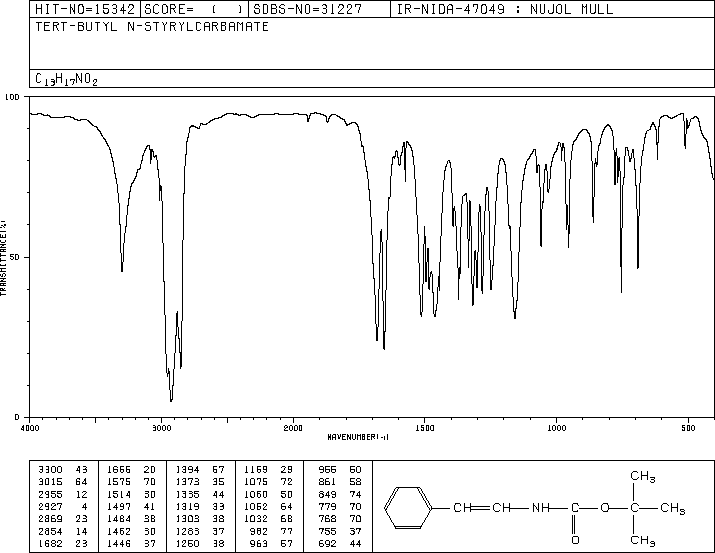 HIT-NO=15342 SCORE= ( ) SDBS-NO=31227 IR-NIDA-47049 : NUJOL MULL
TERT-BUTYL N-STYRYLCARBAMATE
C13H17NO2
100
50
0
TRANSMITTANCE(%)
4000 3000 2000 1500 1000 500
WAVENUMBER(-1)
3300 43 1666 20 1394 57 1169 29 966 50
3015 64 1575 70 1373 35 1075 72 861 58
2955 12 1514 30 1335 44 1060 50 849 74
2927 4 1497 41 1319 33 1052 64 779 70
2869 23 1484 38 1303 38 1032 68 768 70
2854 14 1462 30 1283 37 982 77 755 37
1682 23 1446 37 1250 38 963 57 692 44
CH3
CH=CH-NH-C-O-C-CH3
O CH3